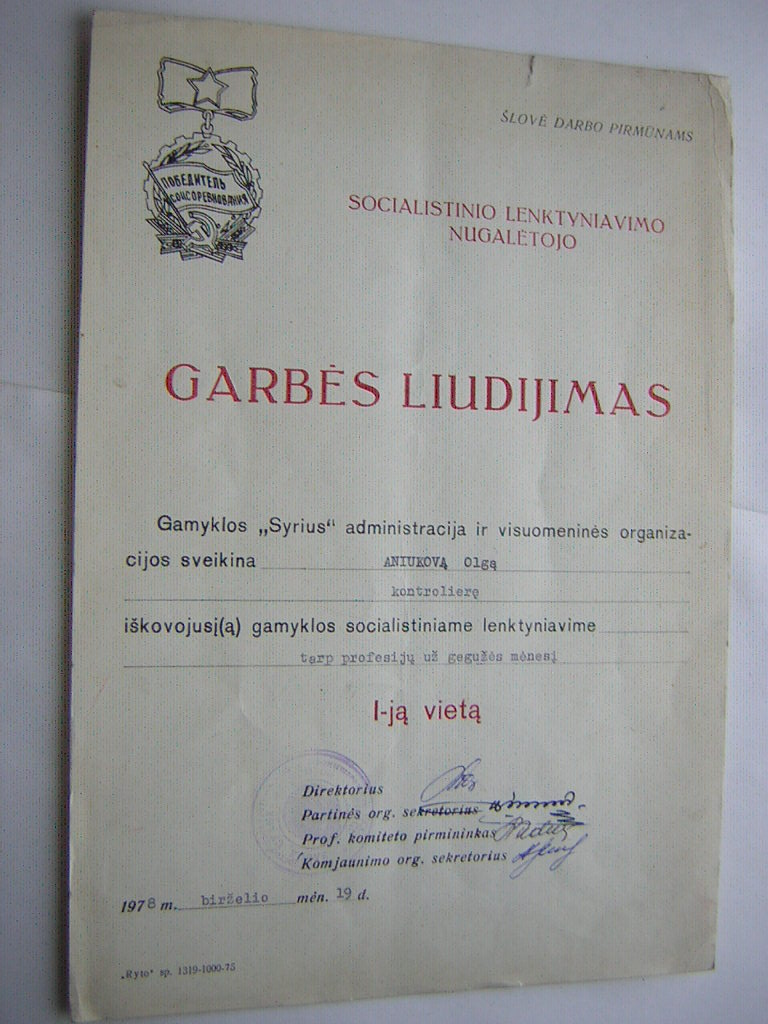 ПОБЕДИТЕЛЬ
СОЦСОРЕВНОВАНИЯ
ŠLOVĖ DARBO PIRMŪNAMS
SOCIALISTINIO LENKTYNIAVIMO
NUGALĖTOJO
GARBĖS LIUDIJIMAS
Gamyklos „Syrius“ administracija ir visuomeninės organiza-
cijos sveikina ANIUKOVĄ Olgą
kontrolierę
iškovojusį(ą) gamyklos socialistiniame lenktyniavime
tarp profesijų už gegužės mėnesį
I-ją vietą
Direktorius
Partinės org. sekretorius
Prof. komiteto pirmininkas
Komjaunimo org. sekretorius
1978 m. birželio mėn. 19 d.
„Ryto“ sp. 1319-1000-75